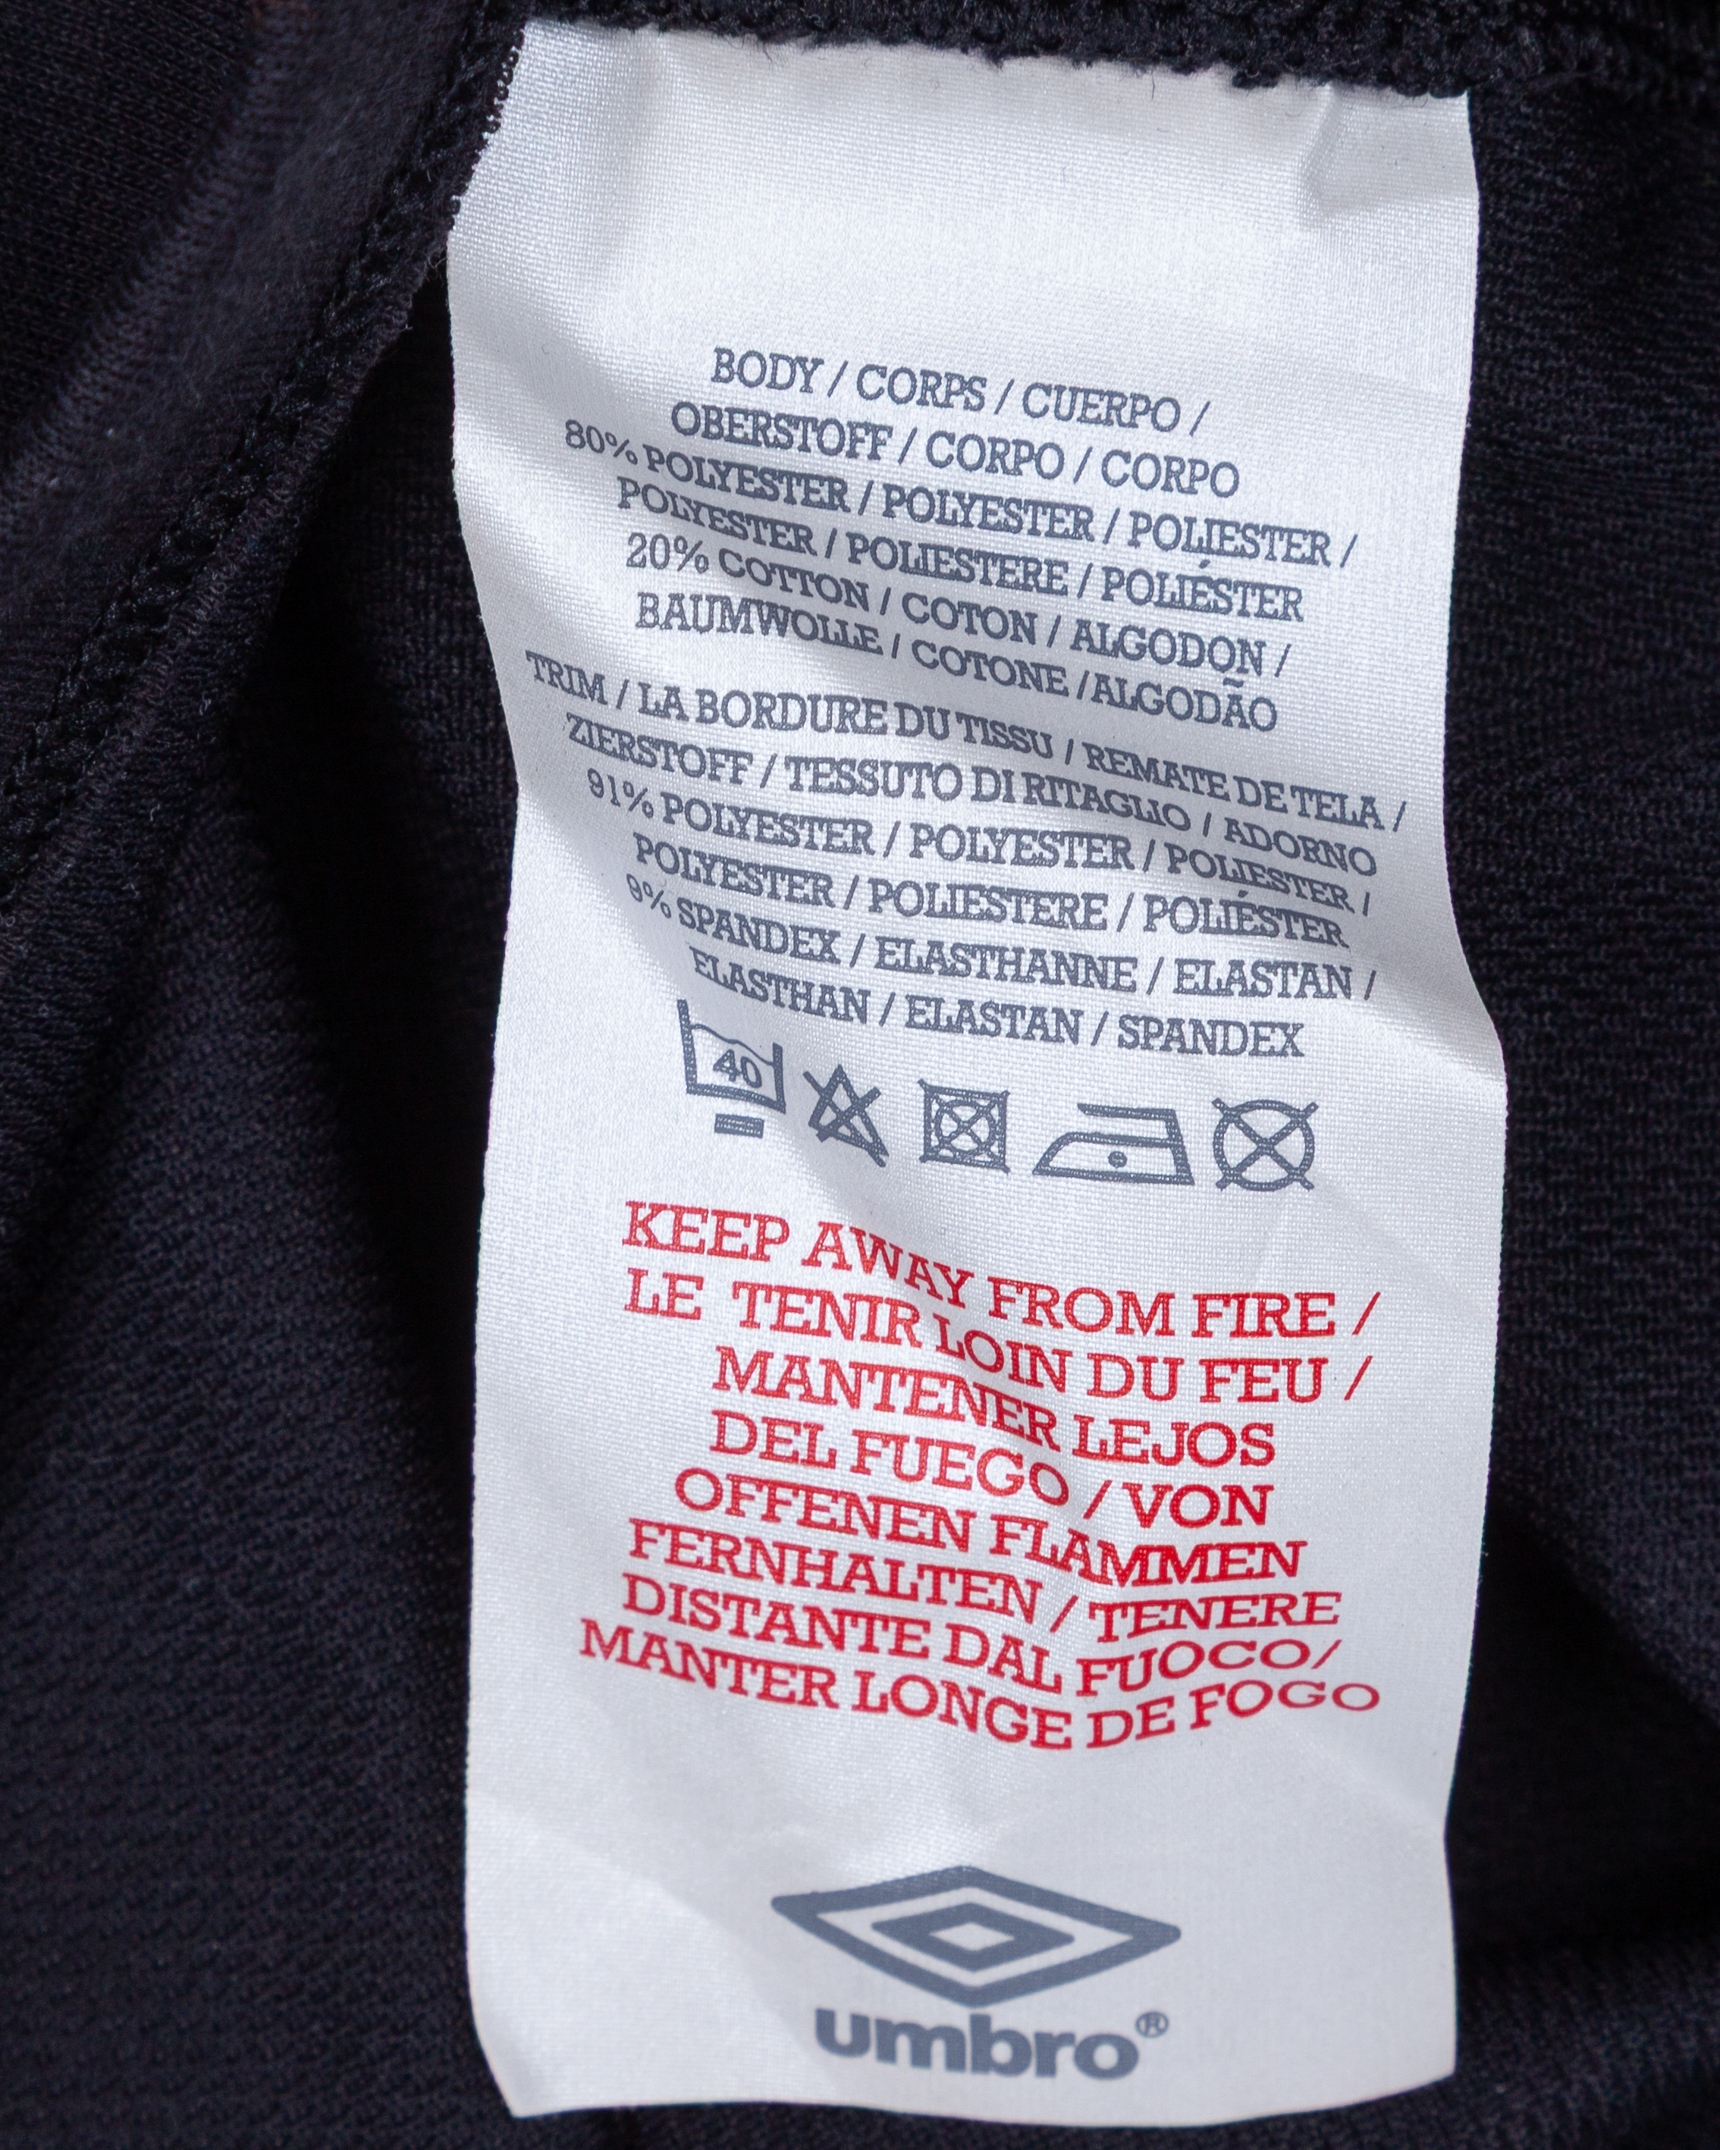 BODY / CORPS / CUERPO /
OBERSTOFF / CORPO / CORPO
80% POLYESTER / POLYESTER / POLIESTER /
POLYESTER / POLIESTERE / POLIÉSTER
20% COTTON / COTON / ALGODON /
BAUMWOLLE / COTONE /ALGODÃO
TRIM / LA BORDURE DU TISSU / REMATE DE TELA /
ZIERSTOFF / TESSUTO DI RITAGLIO / ADORNO
91% POLYESTER / POLYESTER / POLIESTER /
POLYESTER / POLIESTERE / POLIÉSTER
9% SPANDEX / ELASTHANNE / ELASTAN /
ELASTHAN / ELASTAN / SPANDEX
40
KEEP AWAY FROM FIRE /
LE TENIR LOIN DU FEU /
MANTENER LEJOS
DEL FUEGO / VON
OFFENEN FLAMMEN
FERNHALTEN / TENERE
DISTANTE DAL FUOCO/
MANTER LONGE DE FOGO
umbro®